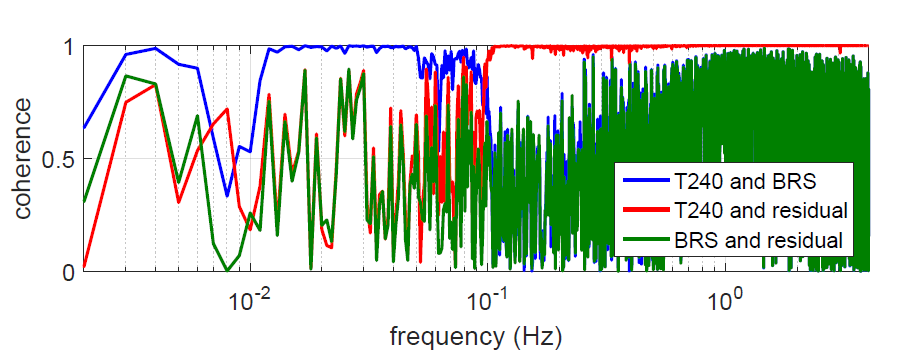 1
0.5
0
coherence
10-2
10-1
100
frequency (Hz)
T240 and BRS
T240 and residual
BRS and residual